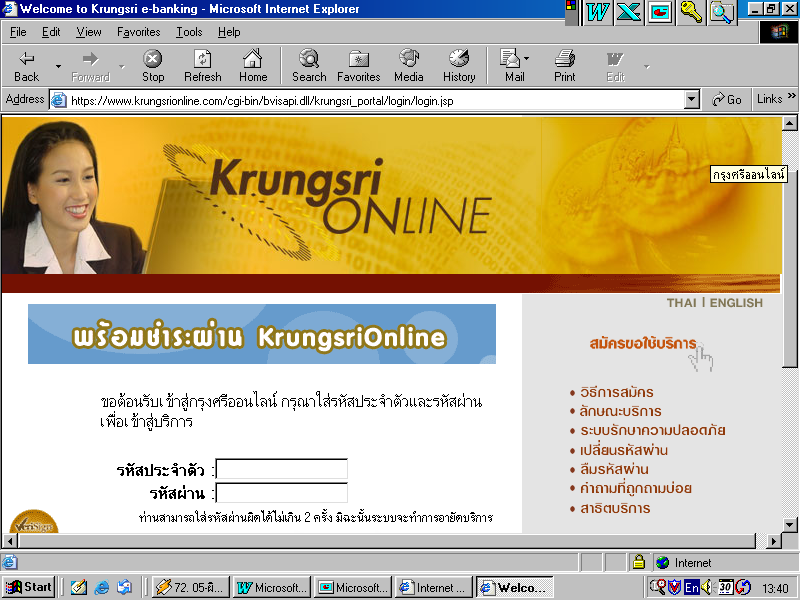 Welcome to Krungsri e-banking - Microsoft Internet Explorer
File Edit View Favorites Tools Help
Back Forward Stop Refresh Home Search Favorites Media History Mail Print Edit
Address https://www.krungsrionline.com/cgi-bin/bvisapi.dll/krungsri_portal/login/login.jsp Go Links »
Krungsri
ONLINE
กรุงศรีออนไลน์
THAI | ENGLISH
พร้อมชำระผ่าน KrungsriOnline
สมัครขอใช้บริการ
ขอต้อนรับเข้าสู่กรุงศรีออนไลน์ กรุณาใส่รหัสประจำตัวและรหัสผ่าน
เพื่อเข้าสู่บริการ
รหัสประจำตัว :
รหัสผ่าน :
ท่านสามารถใส่รหัสผ่านผิดได้ไม่เกิน 2 ครั้ง มิฉะนั้นระบบจะทำการอายัดบริการ
VeriSign
• วิธีการสมัคร
• ลักษณะบริการ
• ระบบรักษาความปลอดภัย
• เปลี่ยนรหัสผ่าน
• ลืมรหัสผ่าน
• คำถามที่ถูกถามบ่อย
• สาธิตบริการ
Internet
Start 72. 05-มิ... Microsoft... Microsoft... Internet ... Welco... En 30 13:40